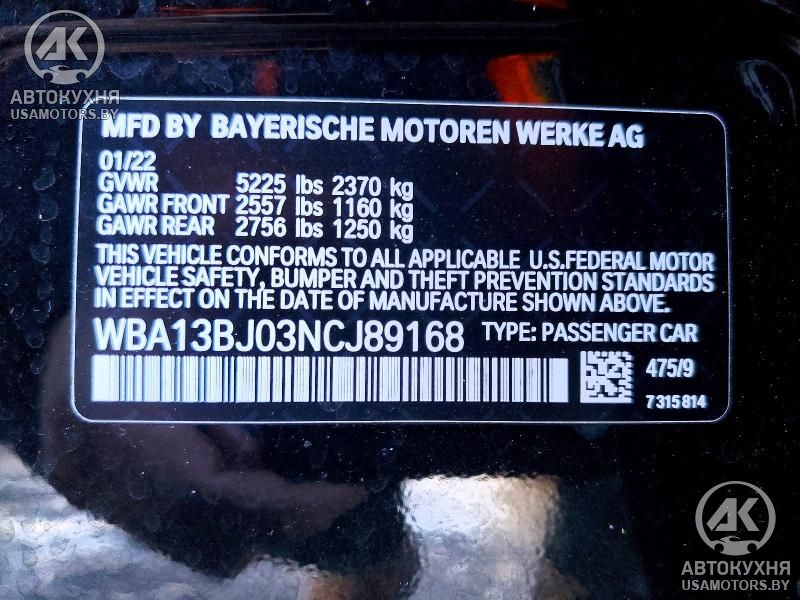 AK
АВТОКУХНЯ
USAMOTORS.BY
MFD BY BAYERISCHE MOTOREN WERKE AG
01/22
GVWR 5225 lbs 2370 kg
GAWR FRONT 2557 lbs 1160 kg
GAWR REAR 2756 lbs 1250 kg
THIS VEHICLE CONFORMS TO ALL APPLICABLE U.S.FEDERAL MOTOR
VEHICLE SAFETY, BUMPER AND THEFT PREVENTION STANDARDS
IN EFFECT ON THE DATE OF MANUFACTURE SHOWN ABOVE.
WBA13BJ03NCJ89168 TYPE: PASSENGER CAR
475/9
7 315 814
AK
АВТОКУХНЯ
USAMOTORS.BY